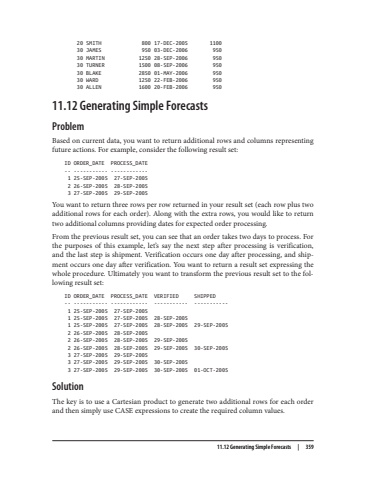 20 SMITH 800 17-DEC-2005 1100
30 JAMES 950 03-DEC-2006 950
30 MARTIN 1250 28-SEP-2006 950
30 TURNER 1500 08-SEP-2006 950
30 BLAKE 2850 01-MAY-2006 950
30 WARD 1250 22-FEB-2006 950
30 ALLEN 1600 20-FEB-2006 950
11.12 Generating Simple Forecasts
Problem
Based on current data, you want to return additional rows and columns representing
future actions. For example, consider the following result set:
ID ORDER_DATE PROCESS_DATE
-- ----------- ------------
1 25-SEP-2005 27-SEP-2005
2 26-SEP-2005 28-SEP-2005
3 27-SEP-2005 29-SEP-2005
You want to return three rows per row returned in your result set (each row plus two
additional rows for each order). Along with the extra rows, you would like to return
two additional columns providing dates for expected order processing.
From the previous result set, you can see that an order takes two days to process. For
the purposes of this example, let’s say the next step after processing is verification,
and the last step is shipment. Verification occurs one day after processing, and ship-
ment occurs one day after verification. You want to return a result set expressing the
whole procedure. Ultimately you want to transform the previous result set to the fol-
lowing result set:
ID ORDER_DATE PROCESS_DATE VERIFIED SHIPPED
-- ----------- ------------ ----------- -----------
1 25-SEP-2005 27-SEP-2005
1 25-SEP-2005 27-SEP-2005 28-SEP-2005
1 25-SEP-2005 27-SEP-2005 28-SEP-2005 29-SEP-2005
2 26-SEP-2005 28-SEP-2005
2 26-SEP-2005 28-SEP-2005 29-SEP-2005
2 26-SEP-2005 28-SEP-2005 29-SEP-2005 30-SEP-2005
3 27-SEP-2005 29-SEP-2005
3 27-SEP-2005 29-SEP-2005 30-SEP-2005
3 27-SEP-2005 29-SEP-2005 30-SEP-2005 01-OCT-2005
Solution
The key is to use a Cartesian product to generate two additional rows for each order
and then simply use CASE expressions to create the required column values.
11.12 Generating Simple Forecasts | 359